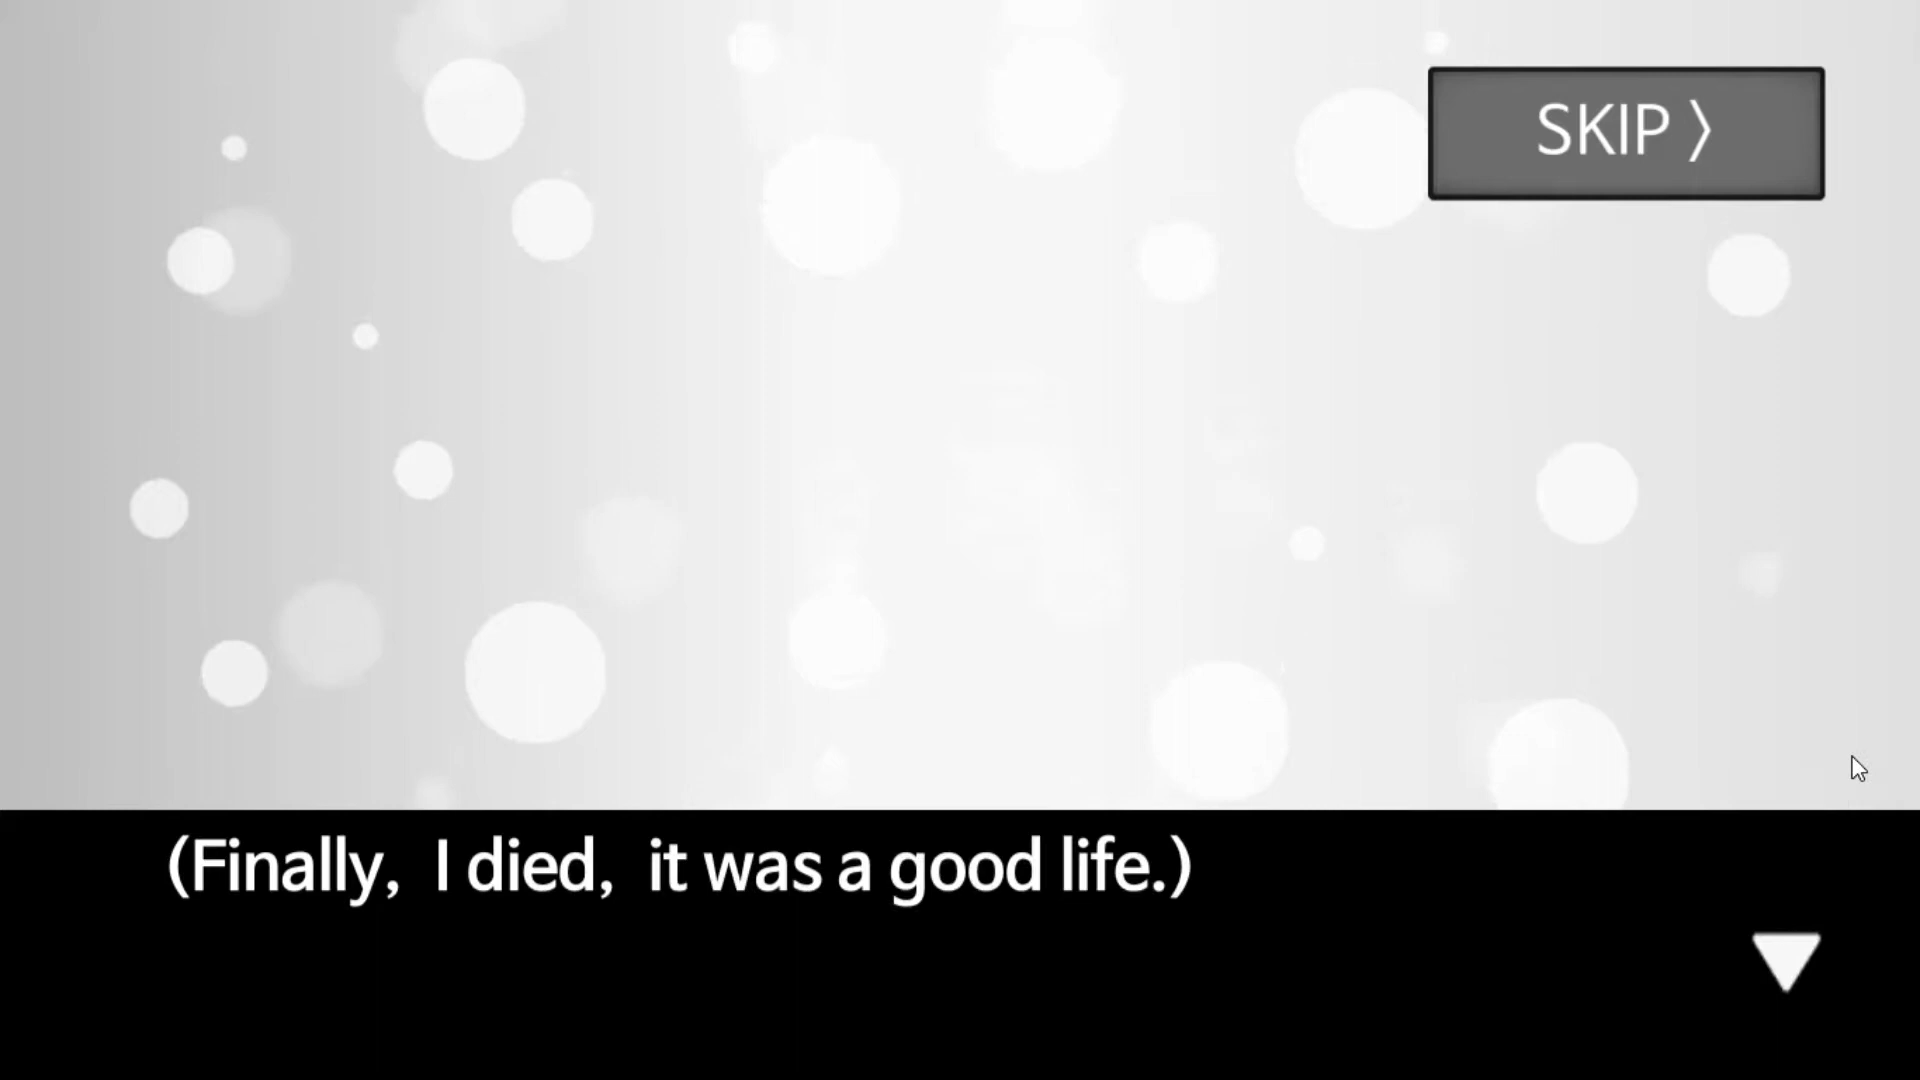 SKIP 〉
(Finally, I died, it was a good life.)